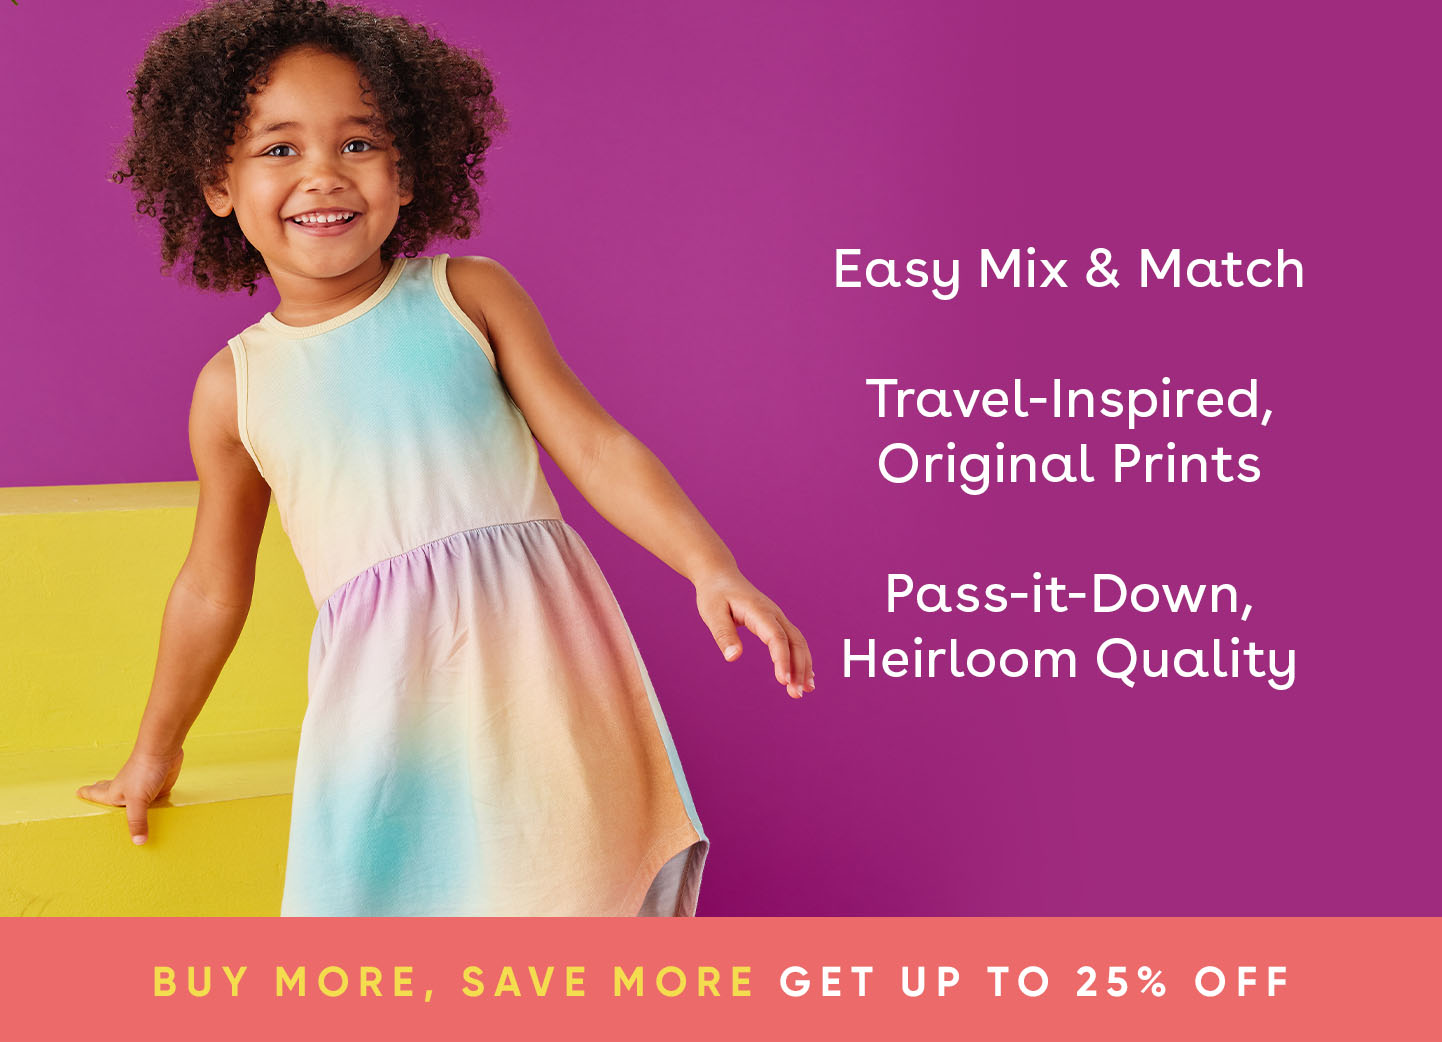 Easy Mix & Match
Travel-Inspired,
Original Prints
Pass-it-Down,
Heirloom Quality
BUY MORE, SAVE MORE GET UP TO 25% OFF